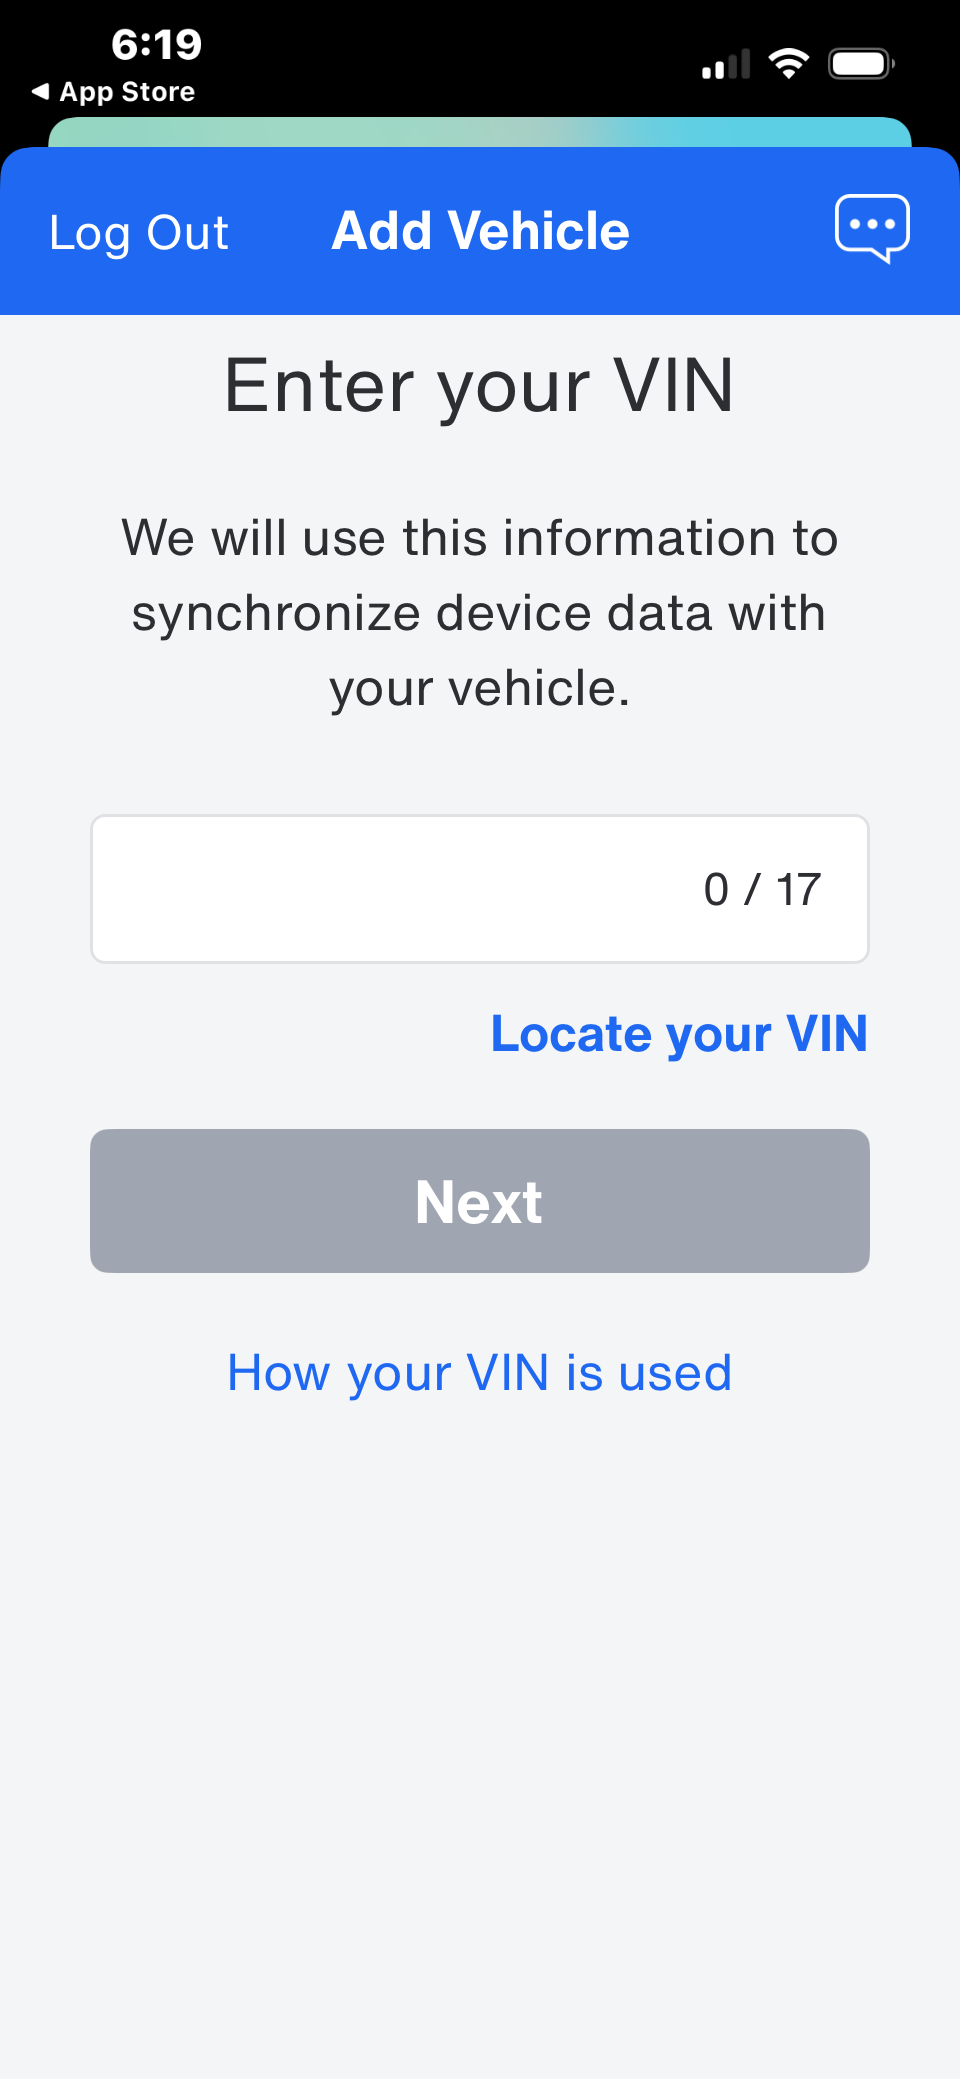 6:19
◀ App Store
Log Out
Add Vehicle
Enter your VIN
We will use this information to
synchronize device data with
your vehicle.
0 / 17
Locate your VIN
Next
How your VIN is used